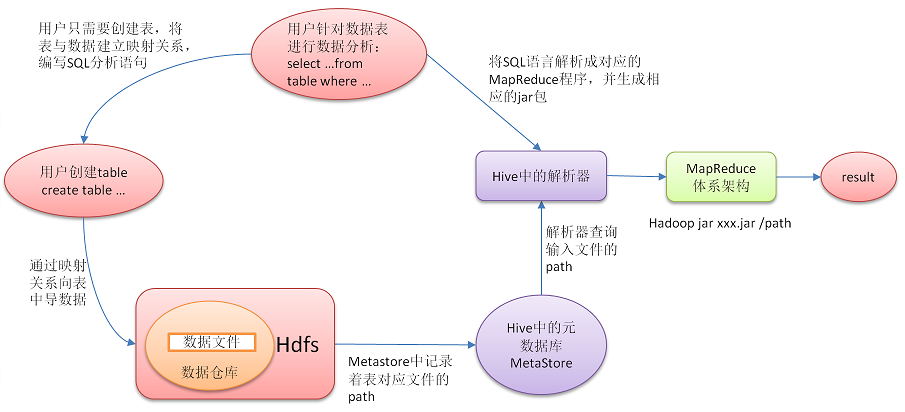 用户只需要创建表，将
表与数据建立映射关系，
编写SQL分析语句
用户针对数据表
进行数据分析：
select ...from
table where ...
将SQL语言解析成对应的
MapReduce程序，并生成相
应的jar包
用户创建table
create table ...
Hive中的解析器
MapReduce
体系架构
result
Hadoop jar xxx.jar /path
解析器查询
输入文件的
path
通过映射
关系向表
中导数据
数据文件
数据仓库
Hdfs
Metastore中记录
着表对应文件的
path
Hive中的元
数据库
MetaStore